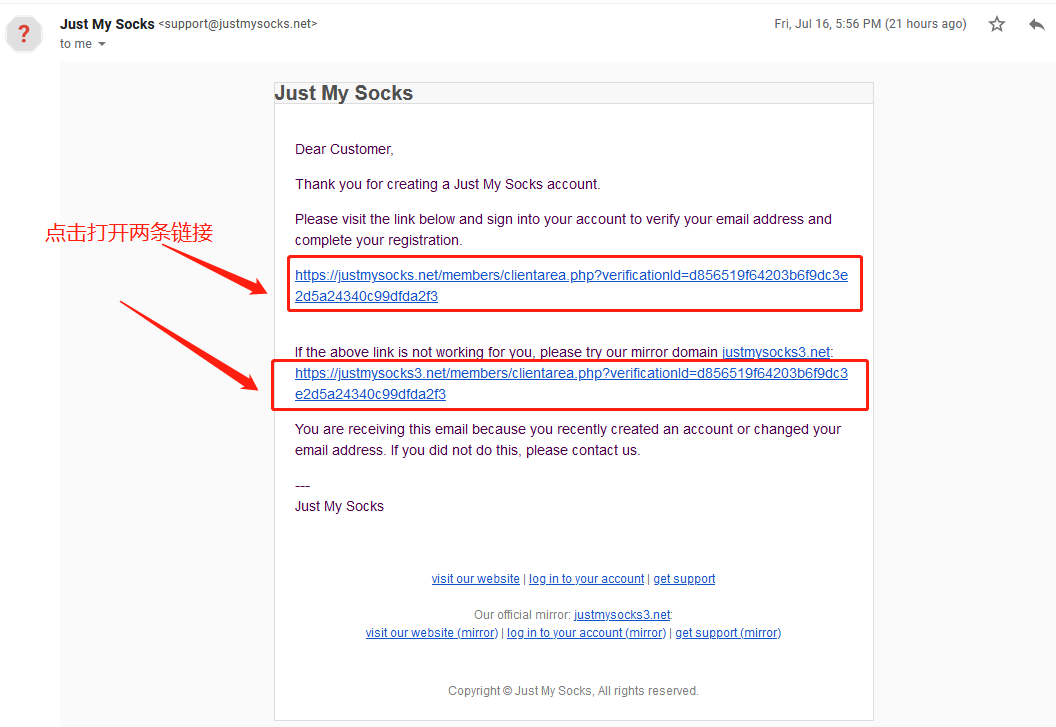 Just My Socks <support@justmysocks.net>
Fri, Jul 16, 5:56 PM (21 hours ago)
to me
Just My Socks
Dear Customer,
Thank you for creating a Just My Socks account.
Please visit the link below and sign into your account to verify your email address and
complete your registration.
点击打开两条链接
https://justmysocks.net/members/clientarea.php?verificationId=d856519f64203b6f9dc3e
2d5a24340c99dfda2f3
If the above link is not working for you, please try our mirror domain justmysocks3.net:
https://justmysocks3.net/members/clientarea.php?verificationId=d856519f64203b6f9dc3
e2d5a24340c99dfda2f3
You are receiving this email because you recently created an account or changed your
email address. If you did not do this, please contact us.
---
Just My Socks
visit our website | log in to your account | get support
Our official mirror: justmysocks3.net:
visit our website (mirror) | log in to your account (mirror) | get support (mirror)
Copyright © Just My Socks, All rights reserved.